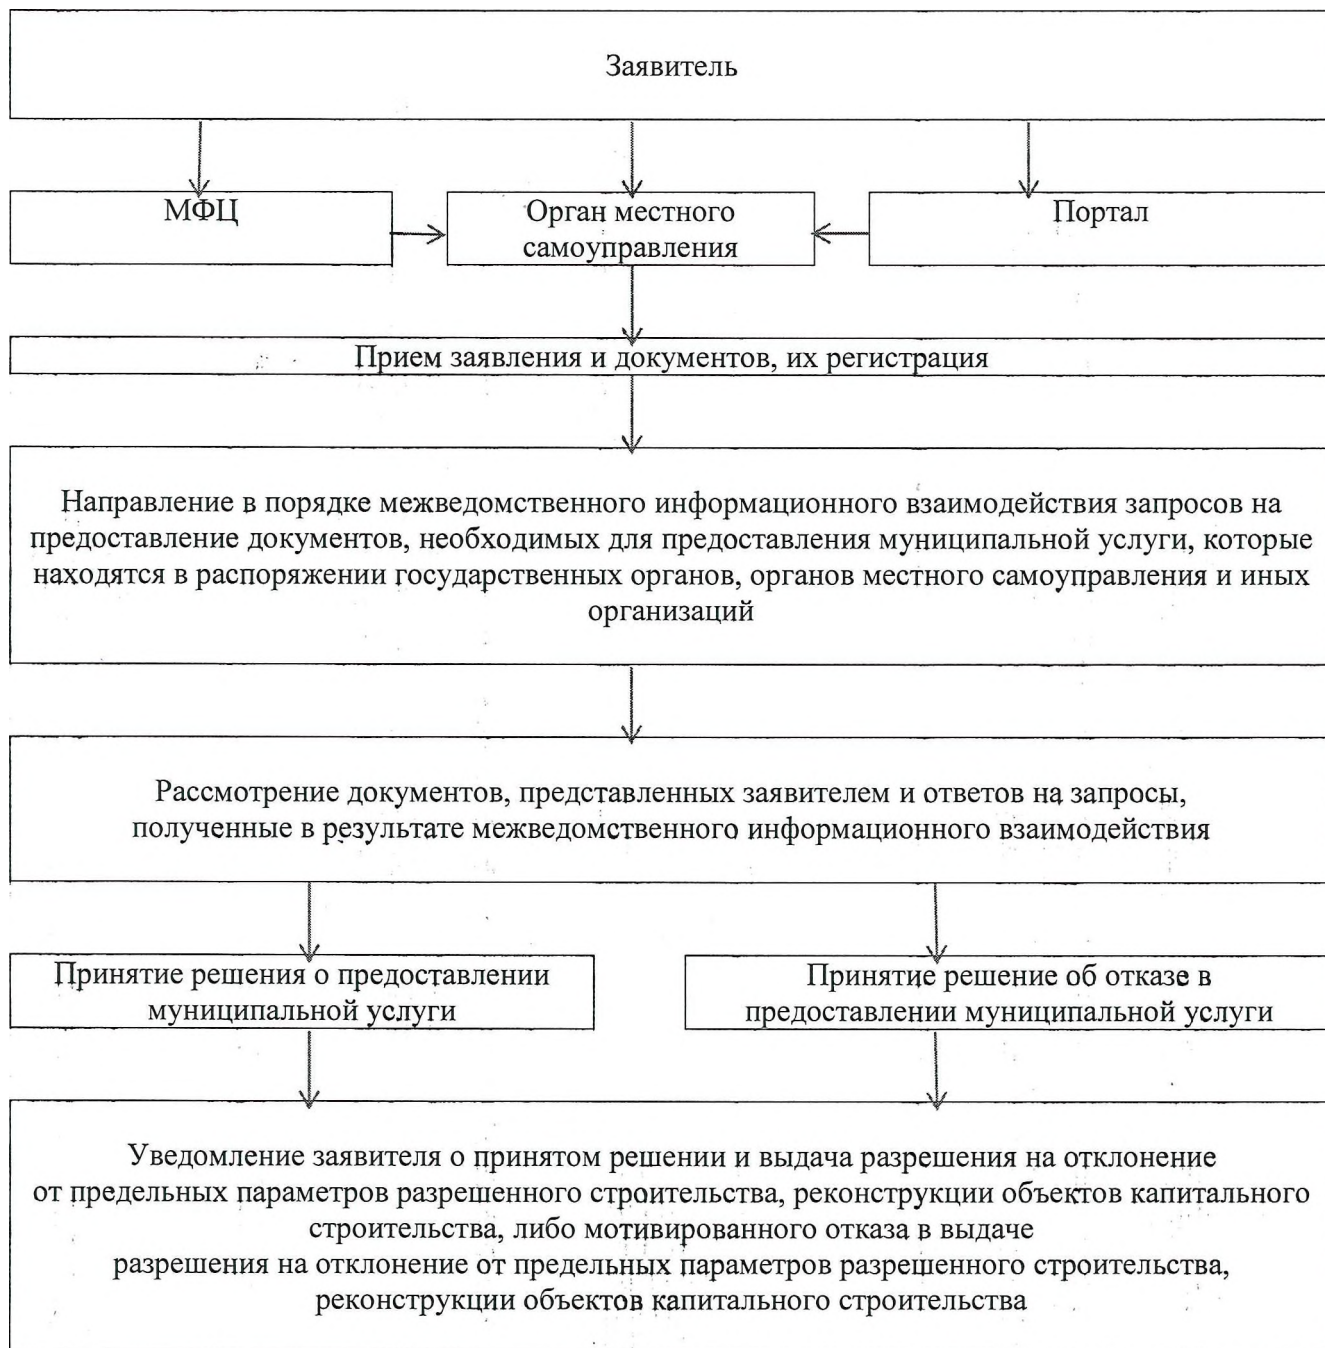 Заявитель
МФЦ
Орган местного
самоуправления
Портал
Прием заявления и документов, их регистрация
Направление в порядке межведомственного информационного взаимодействия запросов на
предоставление документов, необходимых для предоставления муниципальной услуги, которые
находятся в распоряжении государственных органов, органов местного самоуправления и иных
организаций
Рассмотрение документов, представленных заявителем и ответов на запросы,
полученные в результате межведомственного информационного взаимодействия
Принятие решения о предоставлении
муниципальной услуги
Принятие решение об отказе в
предоставлении муниципальной услуги
Уведомление заявителя о принятом решении и выдача разрешения на отклонение
от предельных параметров разрешенного строительства, реконструкции объектов капитального
строительства, либо мотивированного отказа в выдаче
разрешения на отклонение от предельных параметров разрешенного строительства,
реконструкции объектов капитального строительства